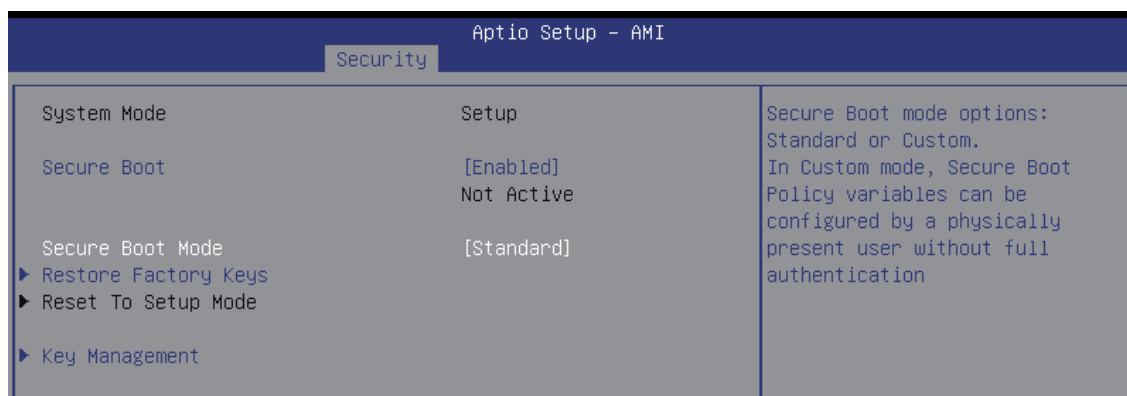 Aptio Setup – AMI
Security
System Mode Setup
Secure Boot [Enabled]
Not Active
Secure Boot Mode [Standard]
Restore Factory Keys
Reset To Setup Mode
Key Management
Secure Boot mode options:
Standard or Custom.
In Custom mode, Secure Boot
Policy variables can be
configured by a physically
present user without full
authentication